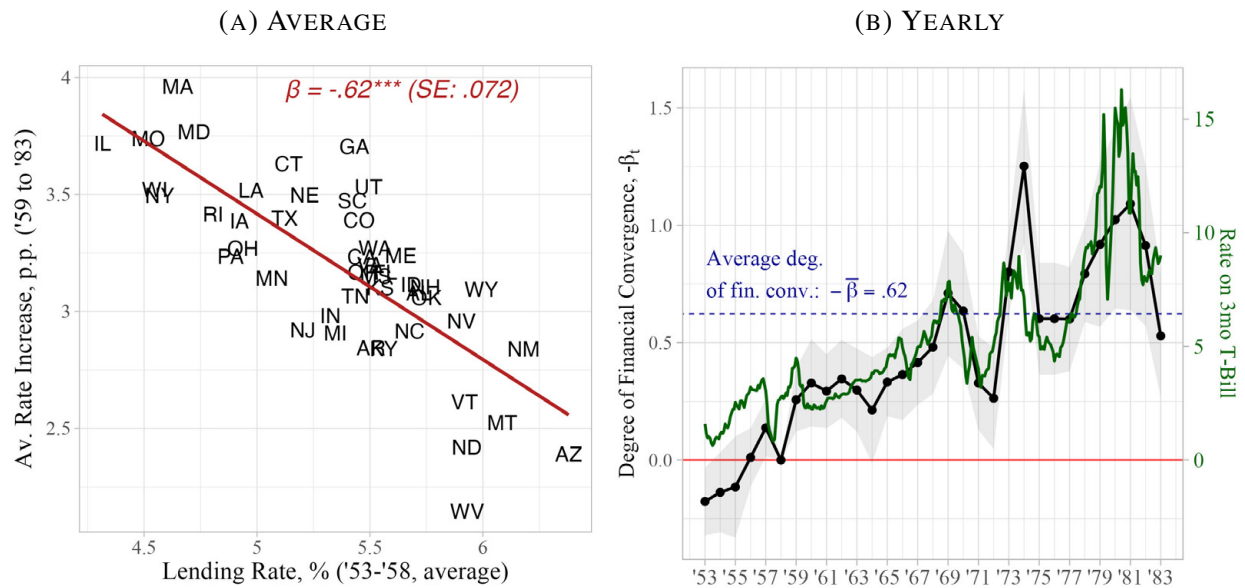 (A) AVERAGE
Av. Rate Increase, p.p. ('59 to '83)
4
3.5
3
2.5
β = -.62*** (SE: .072)
MA
IL
MO
MD
GA
CT
WI
NY
LA
NE
UT
SC
RI
IA
TX
CO
OH
PA
WA
ME
MN
WY
TN
OK
IN
NV
NJ
MI
NC
KY
NM
VT
MT
ND
AZ
WV
4.5 5 5.5 6
Lending Rate, % ('53-'58, average)
(B) YEARLY
Degree of Financial Convergence, -βt
1.5
1.0
0.5
0.0
Average deg.
of fin. conv.: − β = .62
Rate on 3mo T-Bill
15
10
5
0
'53 '55 '57 '59 '61 '63 '65 '67 '69 '71 '73 '75 '77 '79 '81 '83